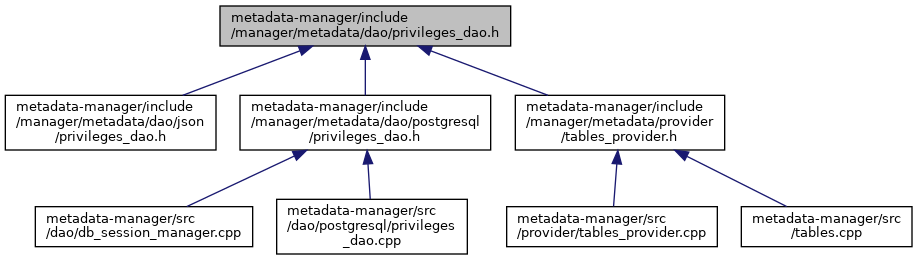 metadata-manager/include
/manager/metadata/dao/privileges_dao.h
metadata-manager/include
/manager/metadata/dao/json
/privileges_dao.h
metadata-manager/include
/manager/metadata/dao/postgresql
/privileges_dao.h
metadata-manager/include
/manager/metadata/provider
/tables_provider.h
metadata-manager/src
/dao/db_session_manager.cpp
metadata-manager/src
/dao/postgresql/privileges
_dao.cpp
metadata-manager/src
/provider/tables_provider.cpp
metadata-manager/src
/tables.cpp